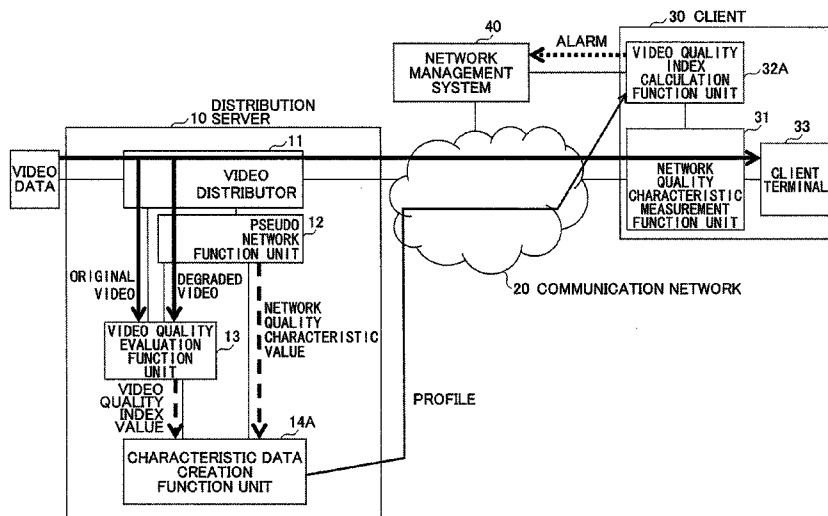 30 CLIENT
40
ALARM
NETWORK
MANAGEMENT
SYSTEM
VIDEO QUALITY
INDEX
CALCULATION
FUNCTION UNIT
32A
DISTRIBUTION
SERVER
10
11
31
33
VIDEO
DATA
VIDEO
DISTRIBUTOR
NETWORK
QUALITY
CHARACTERISTIC
MEASUREMENT
FUNCTION UNIT
CLIENT
TERMINAL
PSEUDO
NETWORK
FUNCTION UNIT
12
ORIGINAL
VIDEO
DEGRADED
VIDEO
20 COMMUNICATION NETWORK
NETWORK
QUALITY
CHARACTERISTIC
VALUE
VIDEO QUALITY
EVALUATION
FUNCTION
UNIT
13
VIDEO
QUALITY
INDEX
VALUE
PROFILE
14A
CHARACTERISTIC DATA
CREATION
FUNCTION UNIT